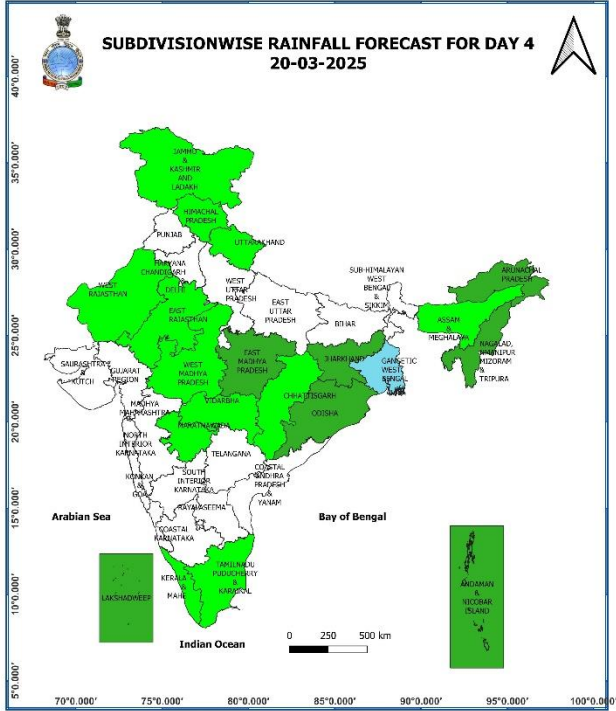 SUBDIVISIONWISE RAINFALL FORECAST FOR DAY 4
20-03-2025
40°0.000'
35°0.000'
30°0.000'
25°0.000'
20°0.000'
15°0.000'
10°0.000'
5°0.000'
JAMMU
&
KASHMIR
AND
LADAKH
HIMACHAL
PRADESH
PUNJAB
UTTARAKHAND
HARYANA
CHANDIGARH
DELHI
WEST
RAJASTHAN
EAST
RAJASTHAN
WEST
UTTAR
PRADESH
EAST
UTTAR
PRADESH
SUB-HIMALAYAN
WEST
BENGAL
&
SIKKIM
BIHAR
ARUNACHAL
PRADESH
ASSAM
&
MEGHALAYA
NAGALAD,
MANIPUR
MIZORAM
&
TRIPURA
SAURASHTRA
&
KUTCH
GUJARAT
REGION
WEST
MADHYA
PRADESH
EAST
MADHYA
PRADESH
JHARKHAND
GANGETIC
WEST
BENGAL
CHHATTISGARH
ODISHA
VIDARBHA
MADHYA
MAHARASHTRA
MARATHAWADA
NORTH
INTERIOR
KARNATAKA
TELANGANA
KONKAN
&
GOA
SOUTH
INTERIOR
KARNATAKA
COASTAL
ANDHRA
PRADESH
&
YANAM
RAYALASEEMA
COASTAL
KARNATAKA
TAMILNADU
PUDUCHERRY
&
KARAIKAL
KERALA
&
MAHE
LAKSHADWEEP
ANDAMAN
&
NICOBAR
ISLAND
Arabian Sea
Bay of Bengal
Indian Ocean
0 250 500 km
70°0.000' 75°0.000' 80°0.000' 85°0.000' 90°0.000' 95°0.000' 100°0.000'